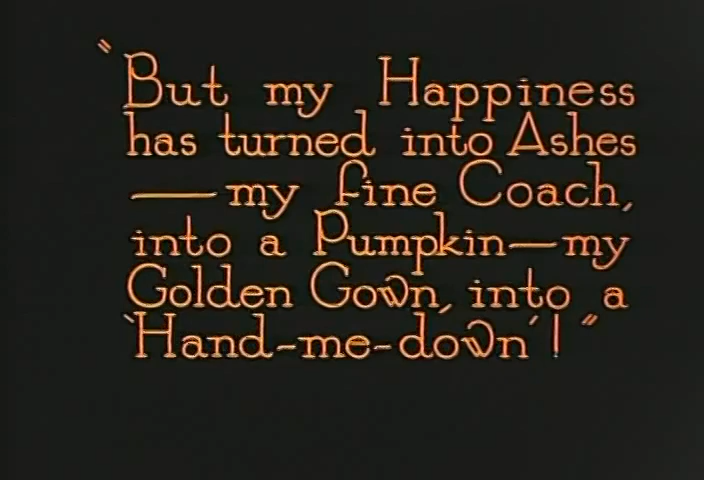 "But my Happiness
has turned into Ashes
—my fine Coach,
into a Pumpkin—my
Golden Gown, into a
'Hand-me-down'!"